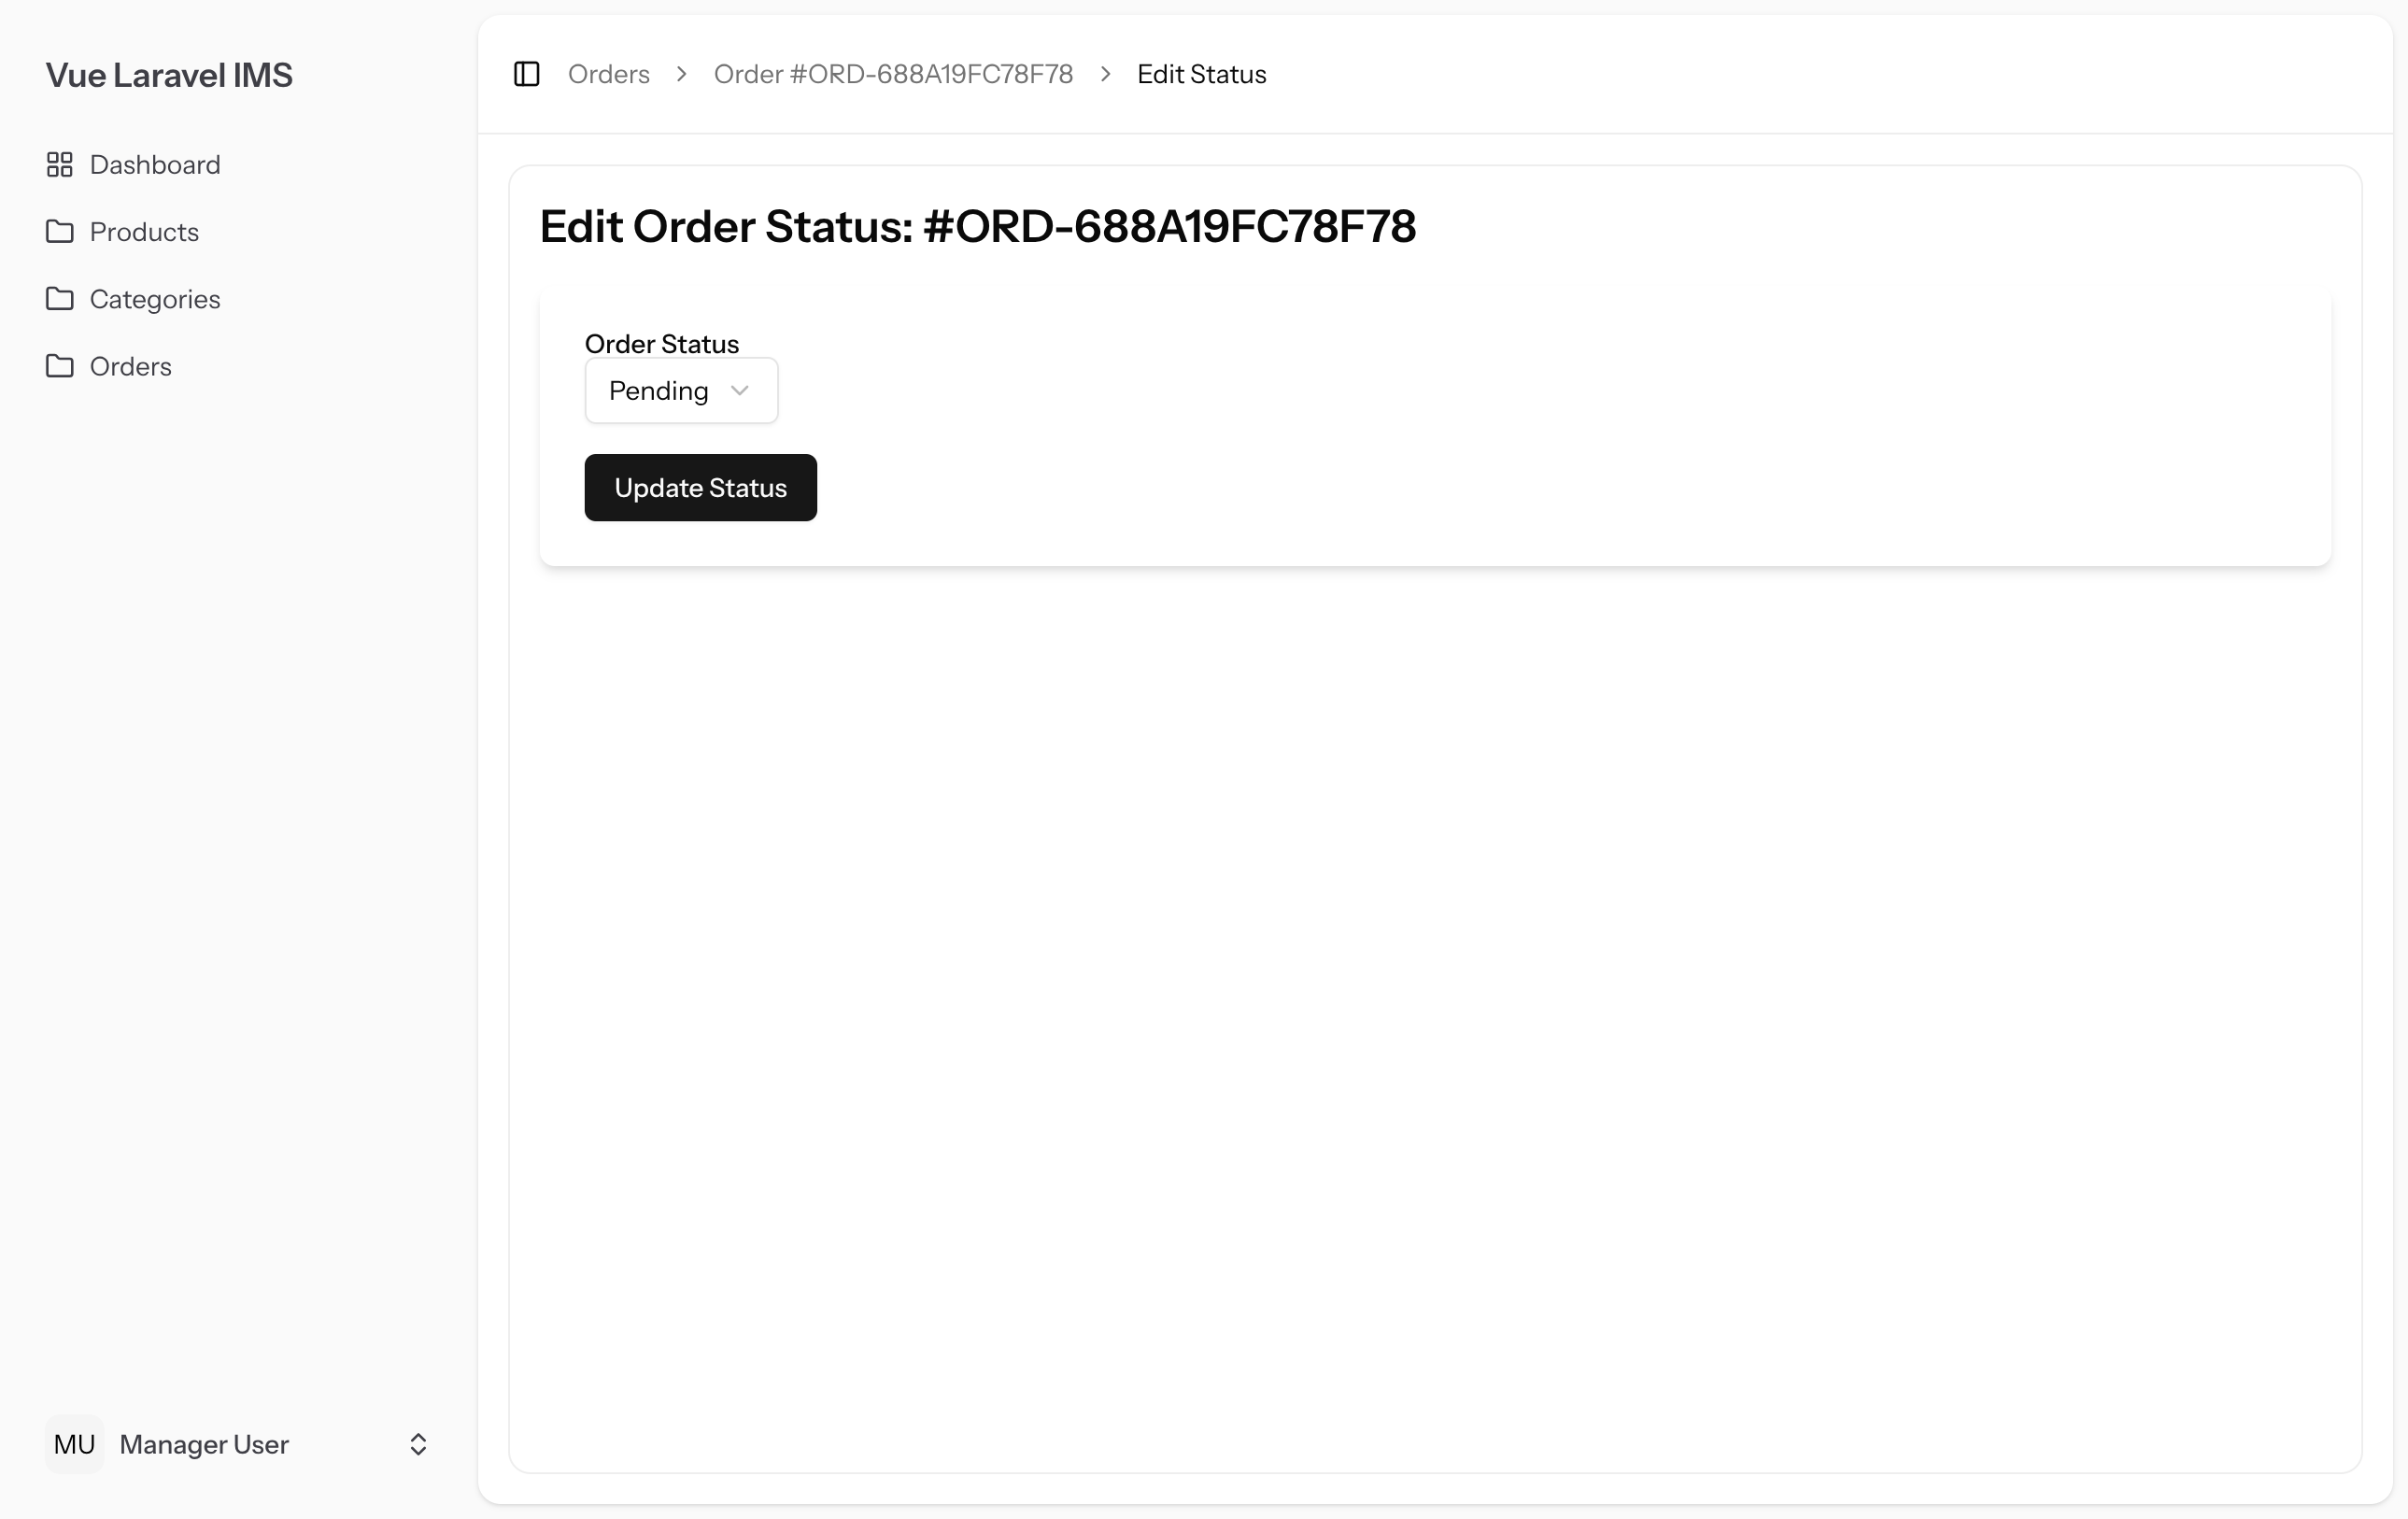 Vue Laravel IMS
Dashboard
Products
Categories
Orders
MU Manager User
Orders Order #ORD-688A19FC78F78 Edit Status
Edit Order Status: #ORD-688A19FC78F78
Order Status
Pending
Update Status